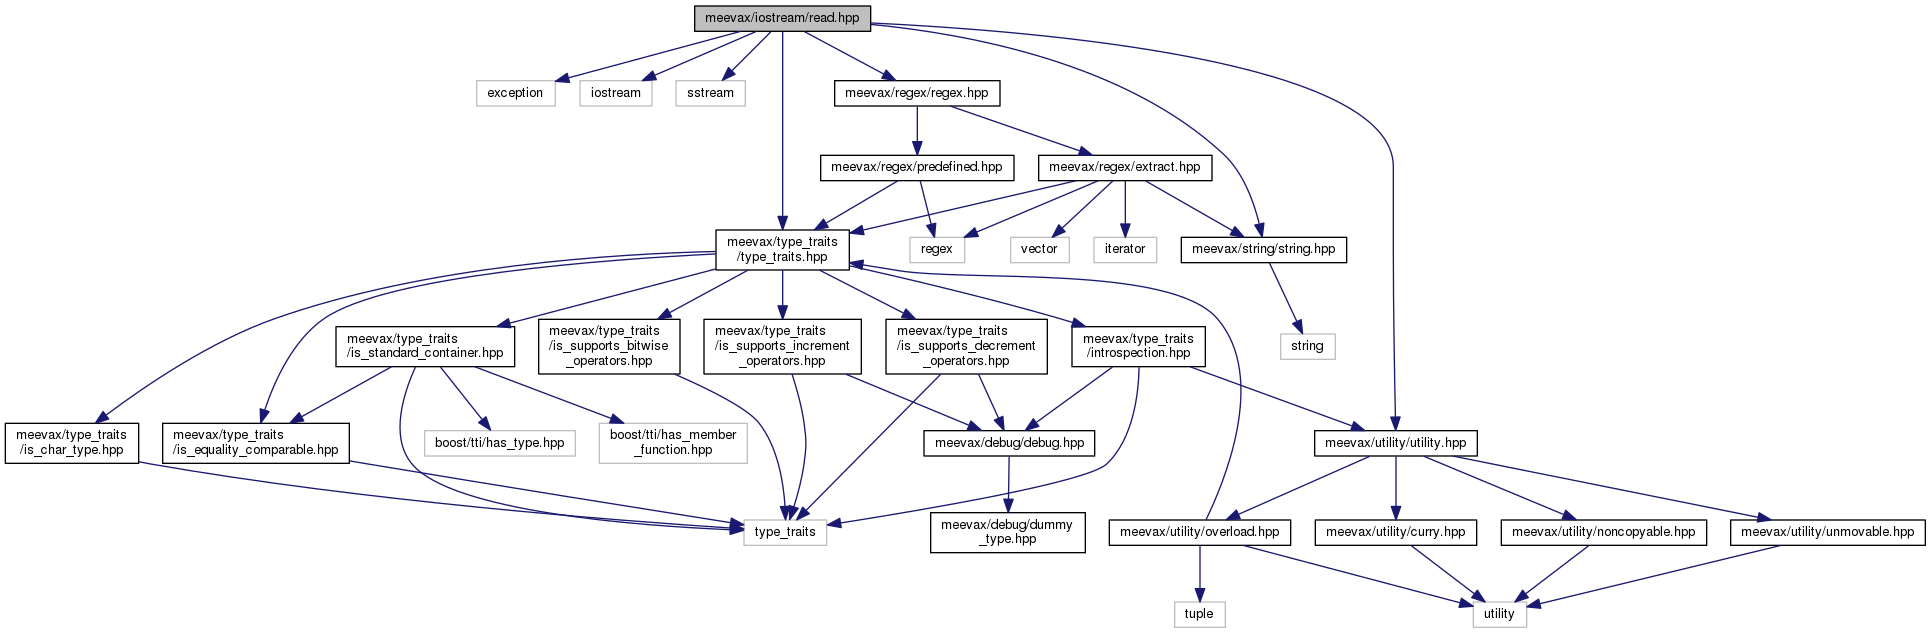 meevax/iostream/read.hpp
exception
iostream
sstream
meevax/regex/regex.hpp
meevax/regex/predefined.hpp
meevax/regex/extract.hpp
meevax/type_traits
/type_traits.hpp
regex
vector
iterator
meevax/string/string.hpp
meevax/type_traits
/is_standard_container.hpp
meevax/type_traits
/is_supports_bitwise
_operators.hpp
meevax/type_traits
/is_supports_increment
_operators.hpp
meevax/type_traits
/is_supports_decrement
_operators.hpp
meevax/type_traits
/introspection.hpp
string
meevax/type_traits
/is_char_type.hpp
meevax/type_traits
/is_equality_comparable.hpp
boost/tti/has_type.hpp
boost/tti/has_member
_function.hpp
meevax/debug/debug.hpp
meevax/utility/utility.hpp
type_traits
meevax/debug/dummy
_type.hpp
meevax/utility/overload.hpp
meevax/utility/curry.hpp
meevax/utility/noncopyable.hpp
meevax/utility/unmovable.hpp
tuple
utility